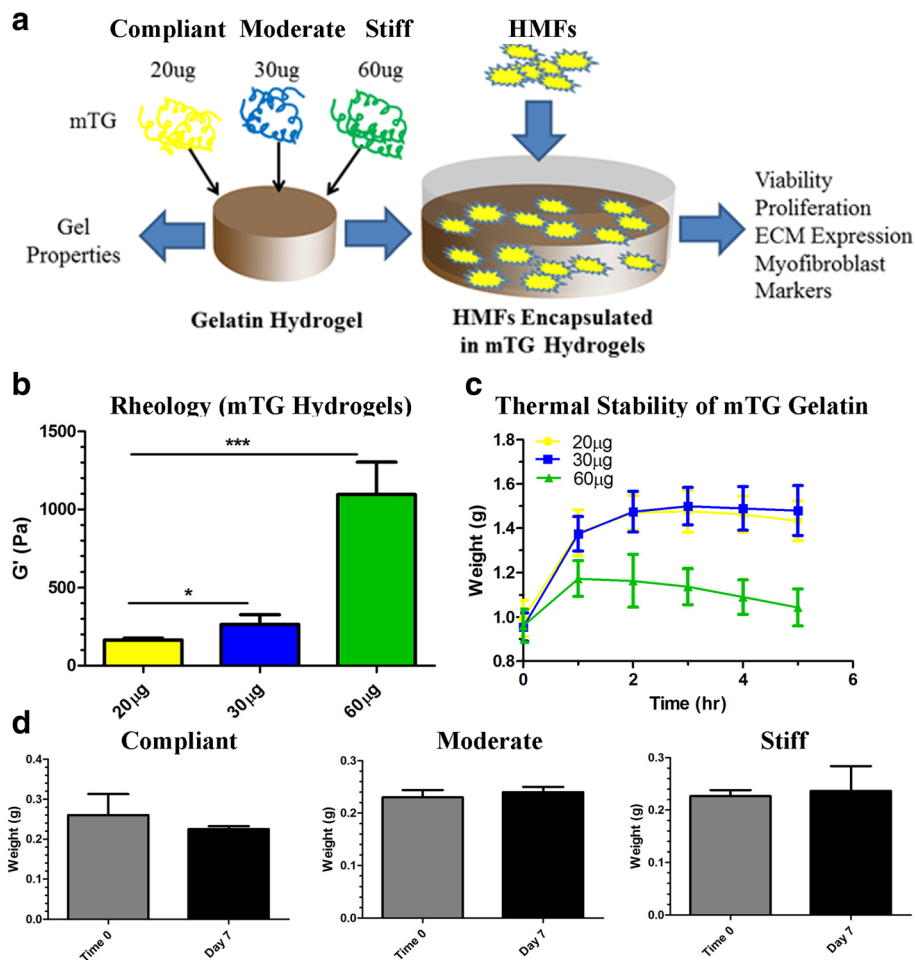 a
Compliant Moderate Stiff
20ug 30ug 60ug
mTG
HMFs
Gel
Properties
Gelatin Hydrogel
HMFs Encapsulated
in mTG Hydrogels
Viability
Proliferation
ECM Expression
Myofibroblast
Markers
b
Rheology (mTG Hydrogels)
G' (Pa)
1500
1000
500
0
***
*
20μg
30μg
60μg
c
Thermal Stability of mTG Gelatin
Weight (g)
1.8
1.6
1.4
1.2
1.0
0.8
20μg
30μg
60μg
0 2 4 6
Time (hr)
d
Compliant
Weight (g)
0.4
0.3
0.2
0.1
0.0
Time 0
Day 7
Moderate
Weight (g)
0.3
0.2
0.1
0.0
Time 0
Day 7
Stiff
Weight (g)
0.3
0.2
0.1
0.0
Time 0
Day 7